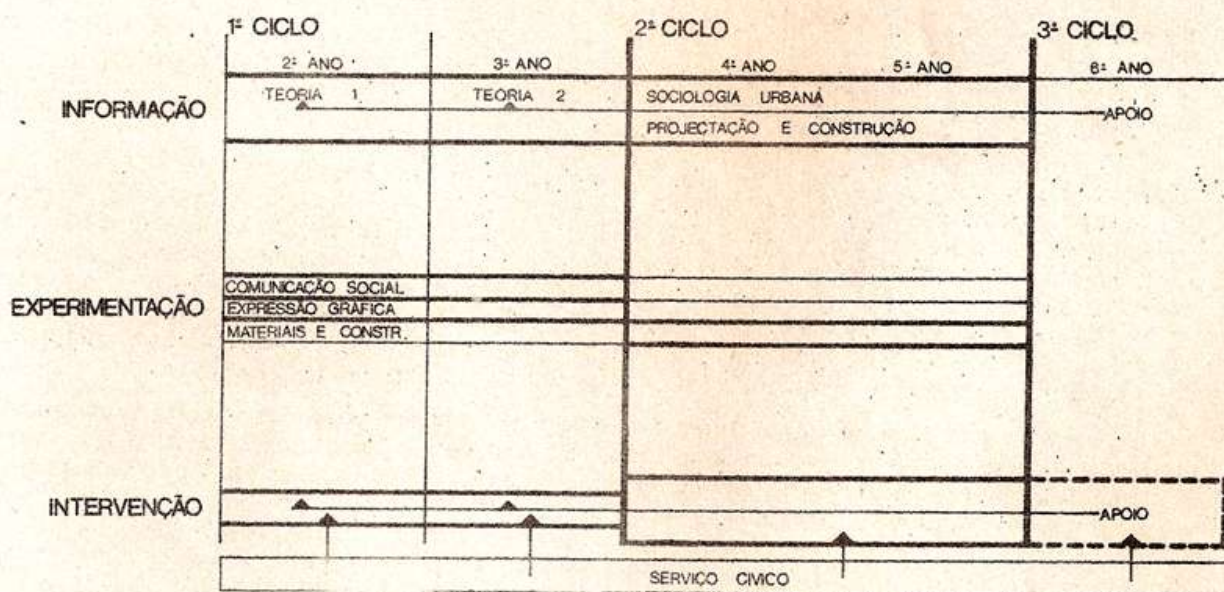 1º CICLO 2º CICLO 3º CICLO
2º ANO 3º ANO 4º ANO 5º ANO 6º ANO
INFORMAÇÃO TEORIA 1 TEORIA 2 SOCIOLOGIA URBANA APOIO
PROJECTAÇÃO E CONSTRUÇÃO
COMUNICAÇÃO SOCIAL
EXPERIMENTAÇÃO EXPRESSÃO GRÁFICA
MATERIAIS E CONSTR.
INTERVENÇÃO APOIO
SERVIÇO CIVICO